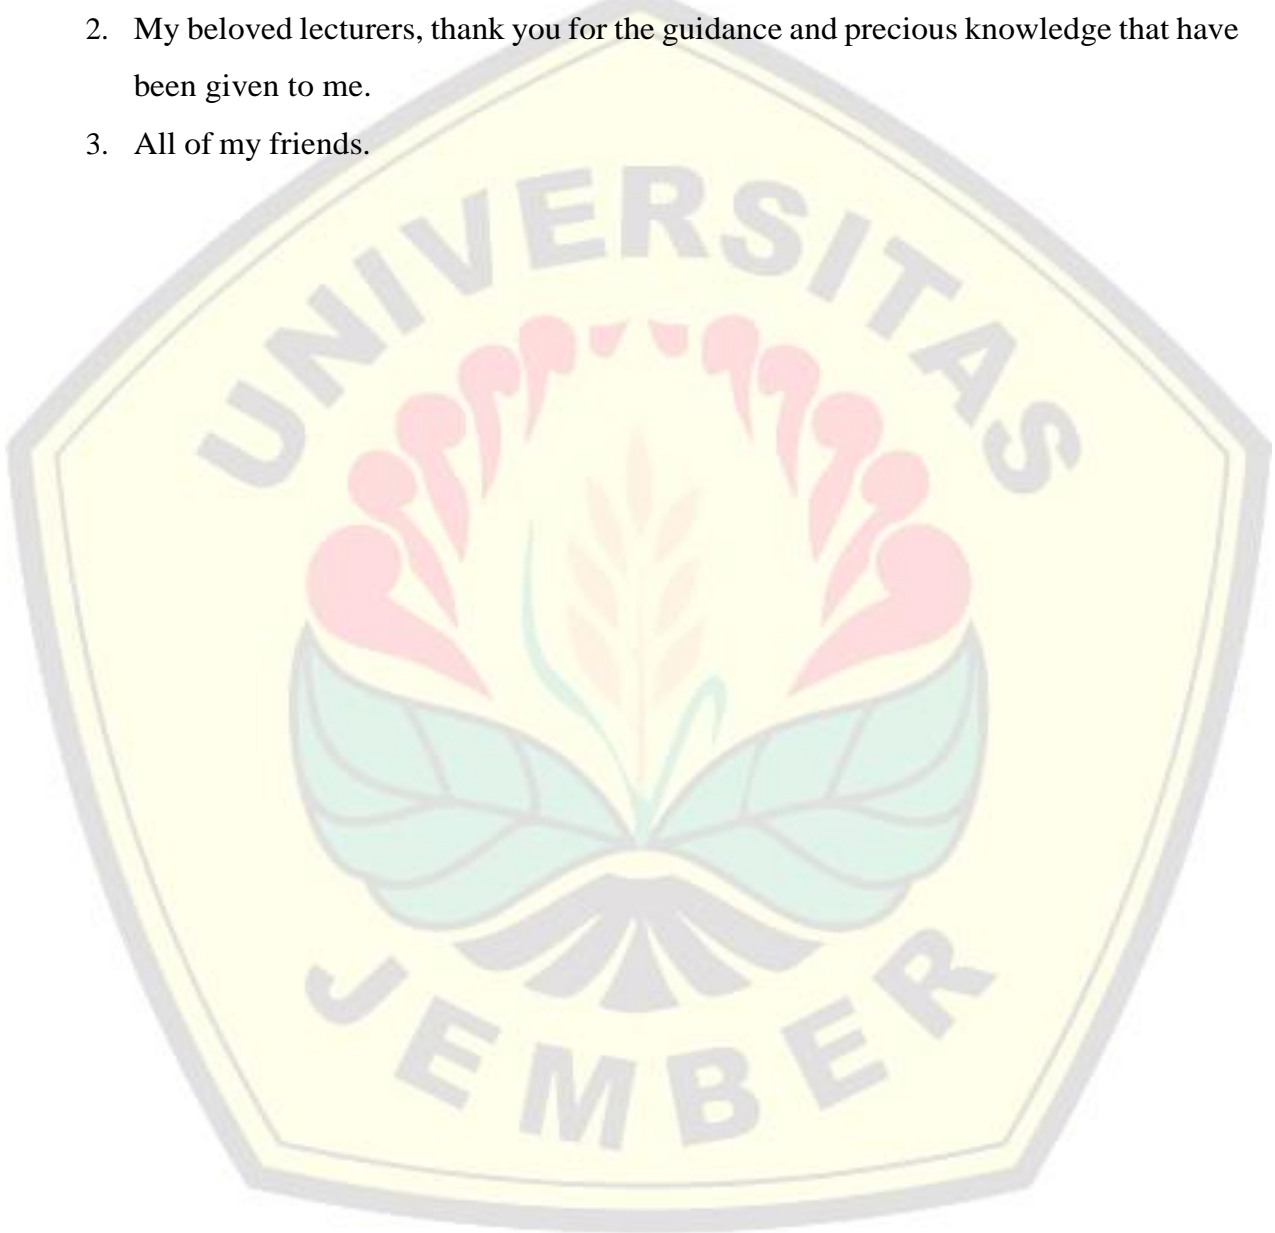 2. My beloved lecturers, thank you for the guidance and precious knowledge that have
been given to me.
3. All of my friends.
UNIVERSITAS
JEMBER